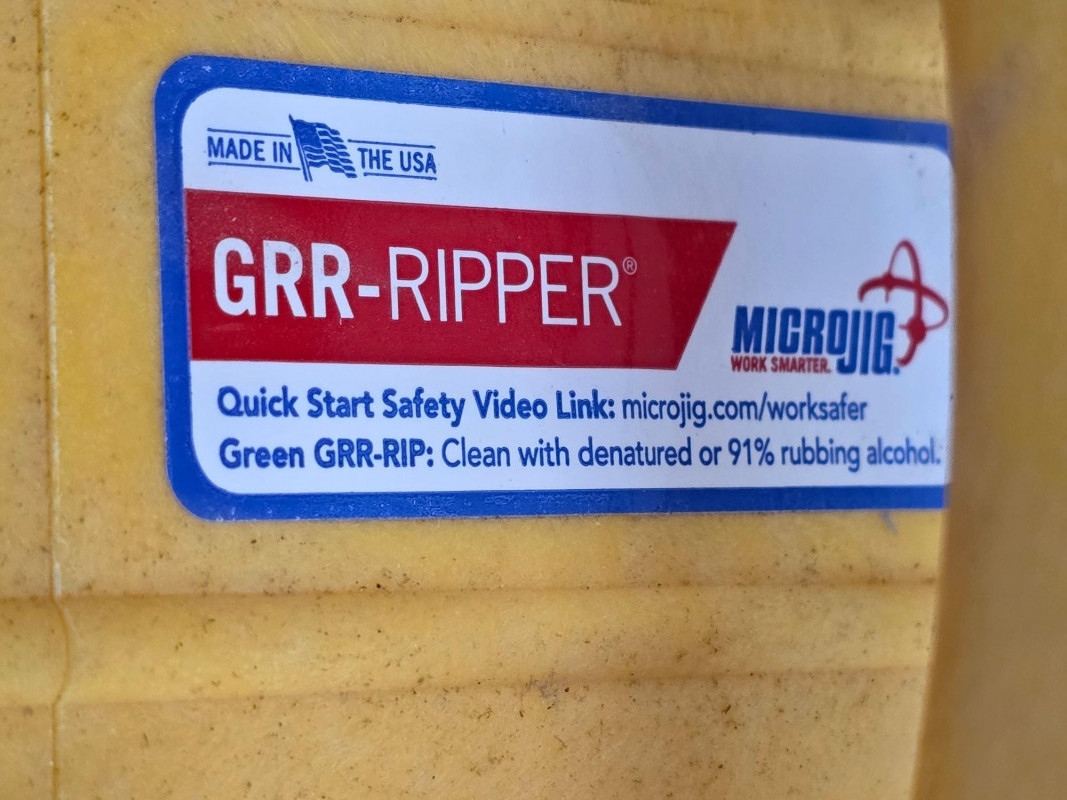 MADE IN THE USA
GRR-RIPPER®
MICROJIG.
WORK SMARTER.
Quick Start Safety Video Link: microjig.com/worksafer
Green GRR-RIP: Clean with denatured or 91% rubbing alcohol.